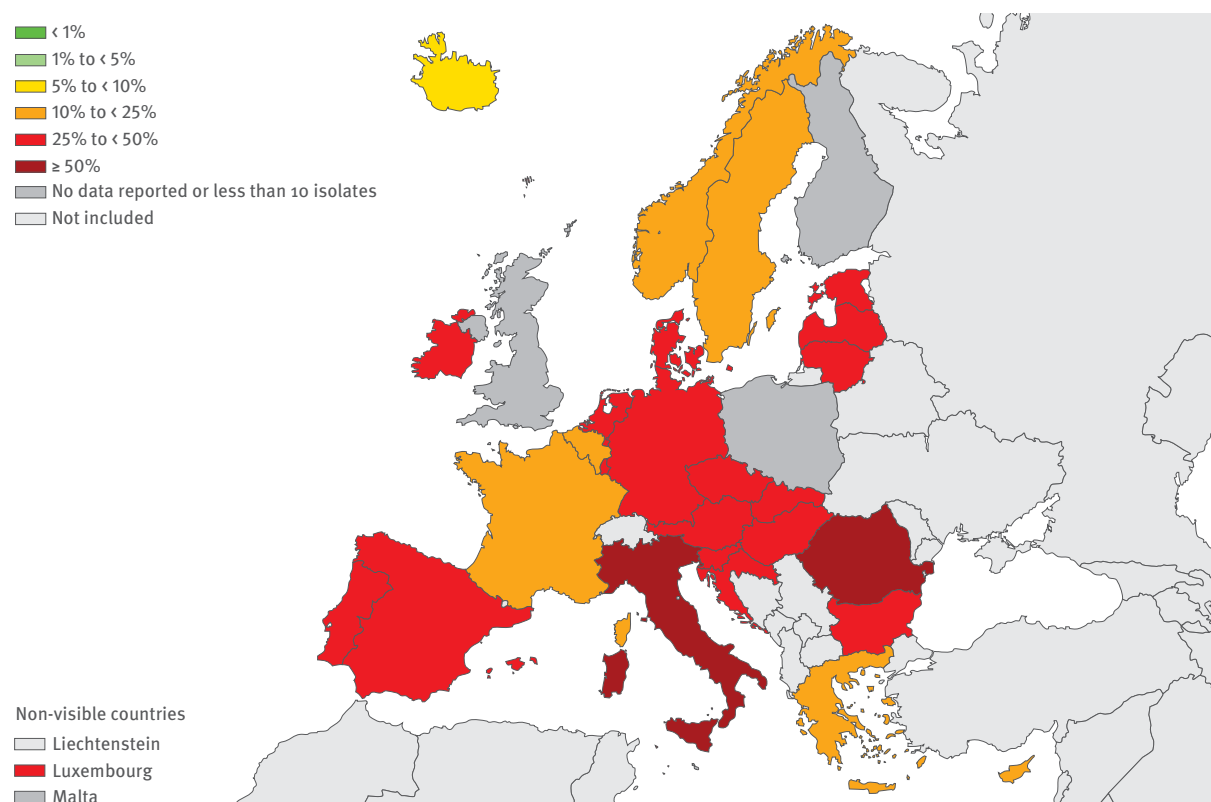 < 1%
1% to < 5%
5% to < 10%
10% to < 25%
25% to < 50%
≥ 50%
No data reported or less than 10 isolates
Not included
Non-visible countries
Liechtenstein
Luxembourg
Malta